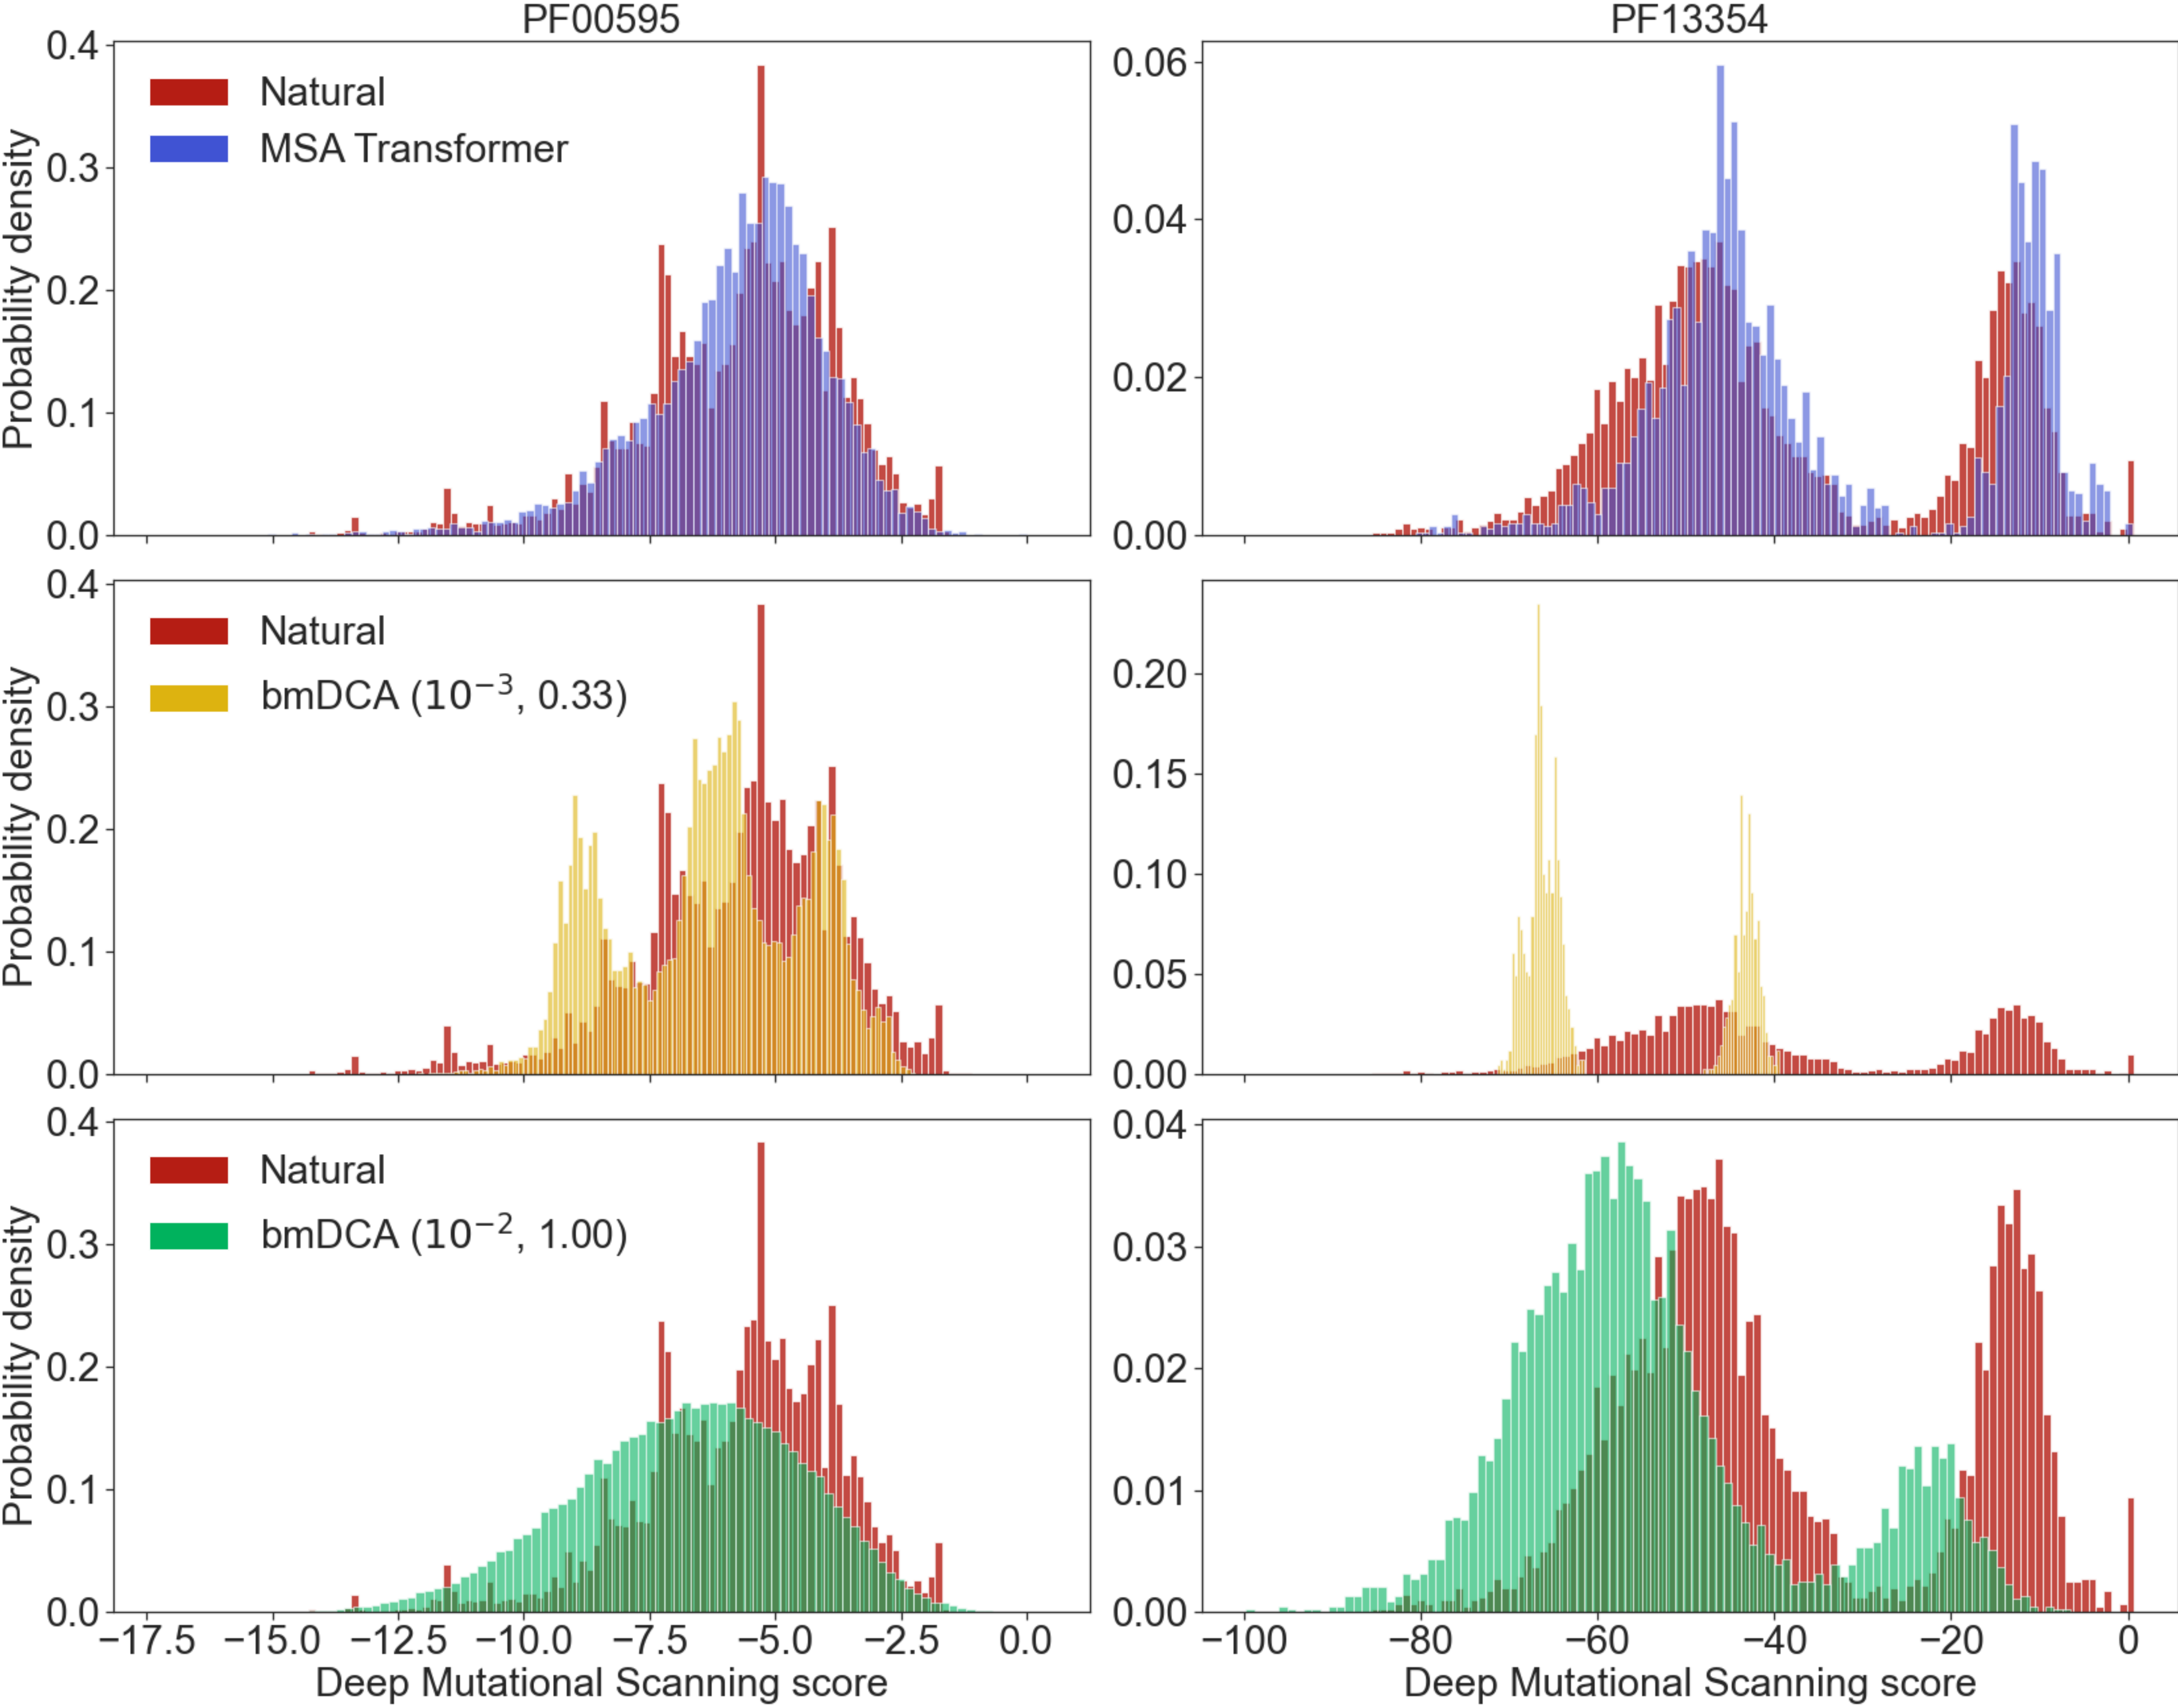 PF00595
PF13354
0.4
0.3
0.2
0.1
0.0
Probability density
Natural
MSA Transformer
0.06
0.04
0.02
0.00
0.4
0.3
0.2
0.1
0.0
Probability density
Natural
bmDCA (10⁻³, 0.33)
0.20
0.15
0.10
0.05
0.00
0.4
0.3
0.2
0.1
0.0
Probability density
Natural
bmDCA (10⁻², 1.00)
−17.5 −15.0 −12.5 −10.0 −7.5 −5.0 −2.5 0.0
Deep Mutational Scanning score
0.04
0.03
0.02
0.01
0.00
−100 −80 −60 −40 −20 0
Deep Mutational Scanning score